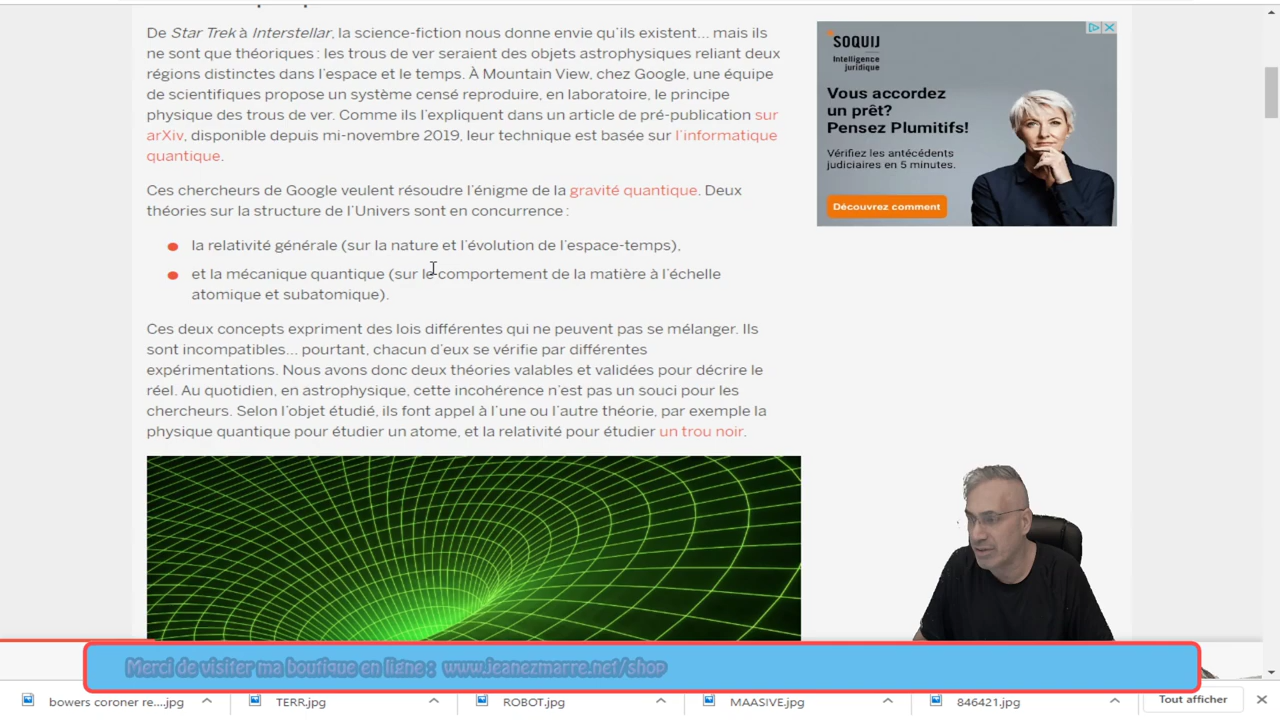 De Star Trek à Interstellar, la science-fiction nous donne envie qu'ils existent... mais ils
ne sont que théoriques : les trous de ver seraient des objets astrophysiques reliant deux
régions distinctes dans l'espace et le temps. À Mountain View, chez Google, une équipe
de scientifiques propose un système censé reproduire, en laboratoire, le principe
physique des trous de ver. Comme ils l'expliquent dans un article de pré-publication sur
arXiv, disponible depuis mi-novembre 2019, leur technique est basée sur l'informatique
quantique.
Ces chercheurs de Google veulent résoudre l'énigme de la gravité quantique. Deux
théories sur la structure de l'Univers sont en concurrence :
la relativité générale (sur la nature et l'évolution de l'espace-temps),
et la mécanique quantique (sur le comportement de la matière à l'échelle
atomique et subatomique).
Ces deux concepts expriment des lois différentes qui ne peuvent pas se mélanger. Ils
sont incompatibles... pourtant, chacun d'eux se vérifie par différentes
expérimentations. Nous avons donc deux théories valables et validées pour décrire le
réel. Au quotidien, en astrophysique, cette incohérence n'est pas un souci pour les
chercheurs. Selon l'objet étudié, ils font appel à l'une ou l'autre théorie, par exemple la
physique quantique pour étudier un atome, et la relativité pour étudier un trou noir.
SOQUIJ
Intelligence
juridique
Vous accordez
un prêt?
Pensez Plumitifs!
Vérifiez les antécédents
judiciaires en 5 minutes.
Découvrez comment
Merci de visiter ma boutique en ligne : www.jeanezmarre.net/shop
bowers coroner re....jpg
TERR.jpg
ROBOT.jpg
MAASIVE.jpg
846421.jpg
Tout afficher